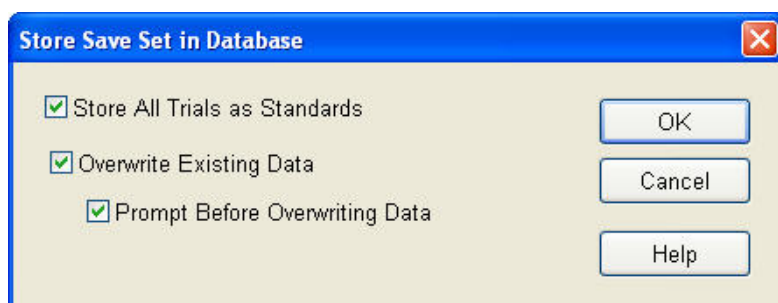 Store Save Set in Database
Store All Trials as Standards
OK
Overwrite Existing Data
Cancel
Prompt Before Overwriting Data
Help